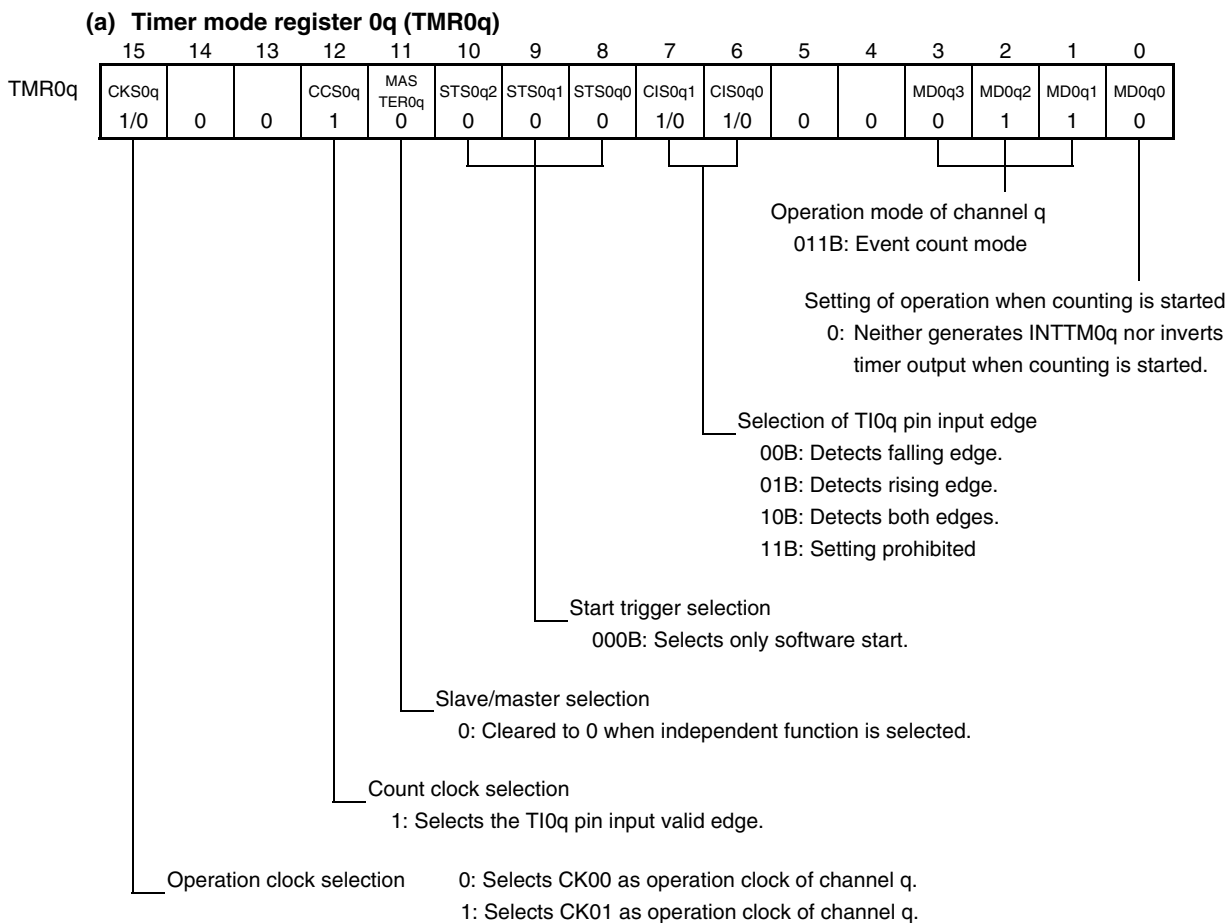 (a) Timer mode register 0q (TMR0q)
15 14 13 12 11 10 9 8 7 6 5 4 3 2 1 0
TMR0q CKS0q CCS0q MAS TER0q STS0q2 STS0q1 STS0q0 CIS0q1 CIS0q0 MD0q3 MD0q2 MD0q1 MD0q0
1/0 0 0 1 0 0 0 0 1/0 1/0 0 0 0 1 1 0
Operation mode of channel q
011B: Event count mode
Setting of operation when counting is started
0: Neither generates INTTM0q nor inverts
timer output when counting is started.
Selection of TI0q pin input edge
00B: Detects falling edge.
01B: Detects rising edge.
10B: Detects both edges.
11B: Setting prohibited
Start trigger selection
000B: Selects only software start.
Slave/master selection
0: Cleared to 0 when independent function is selected.
Count clock selection
1: Selects the TI0q pin input valid edge.
Operation clock selection 0: Selects CK00 as operation clock of channel q.
1: Selects CK01 as operation clock of channel q.